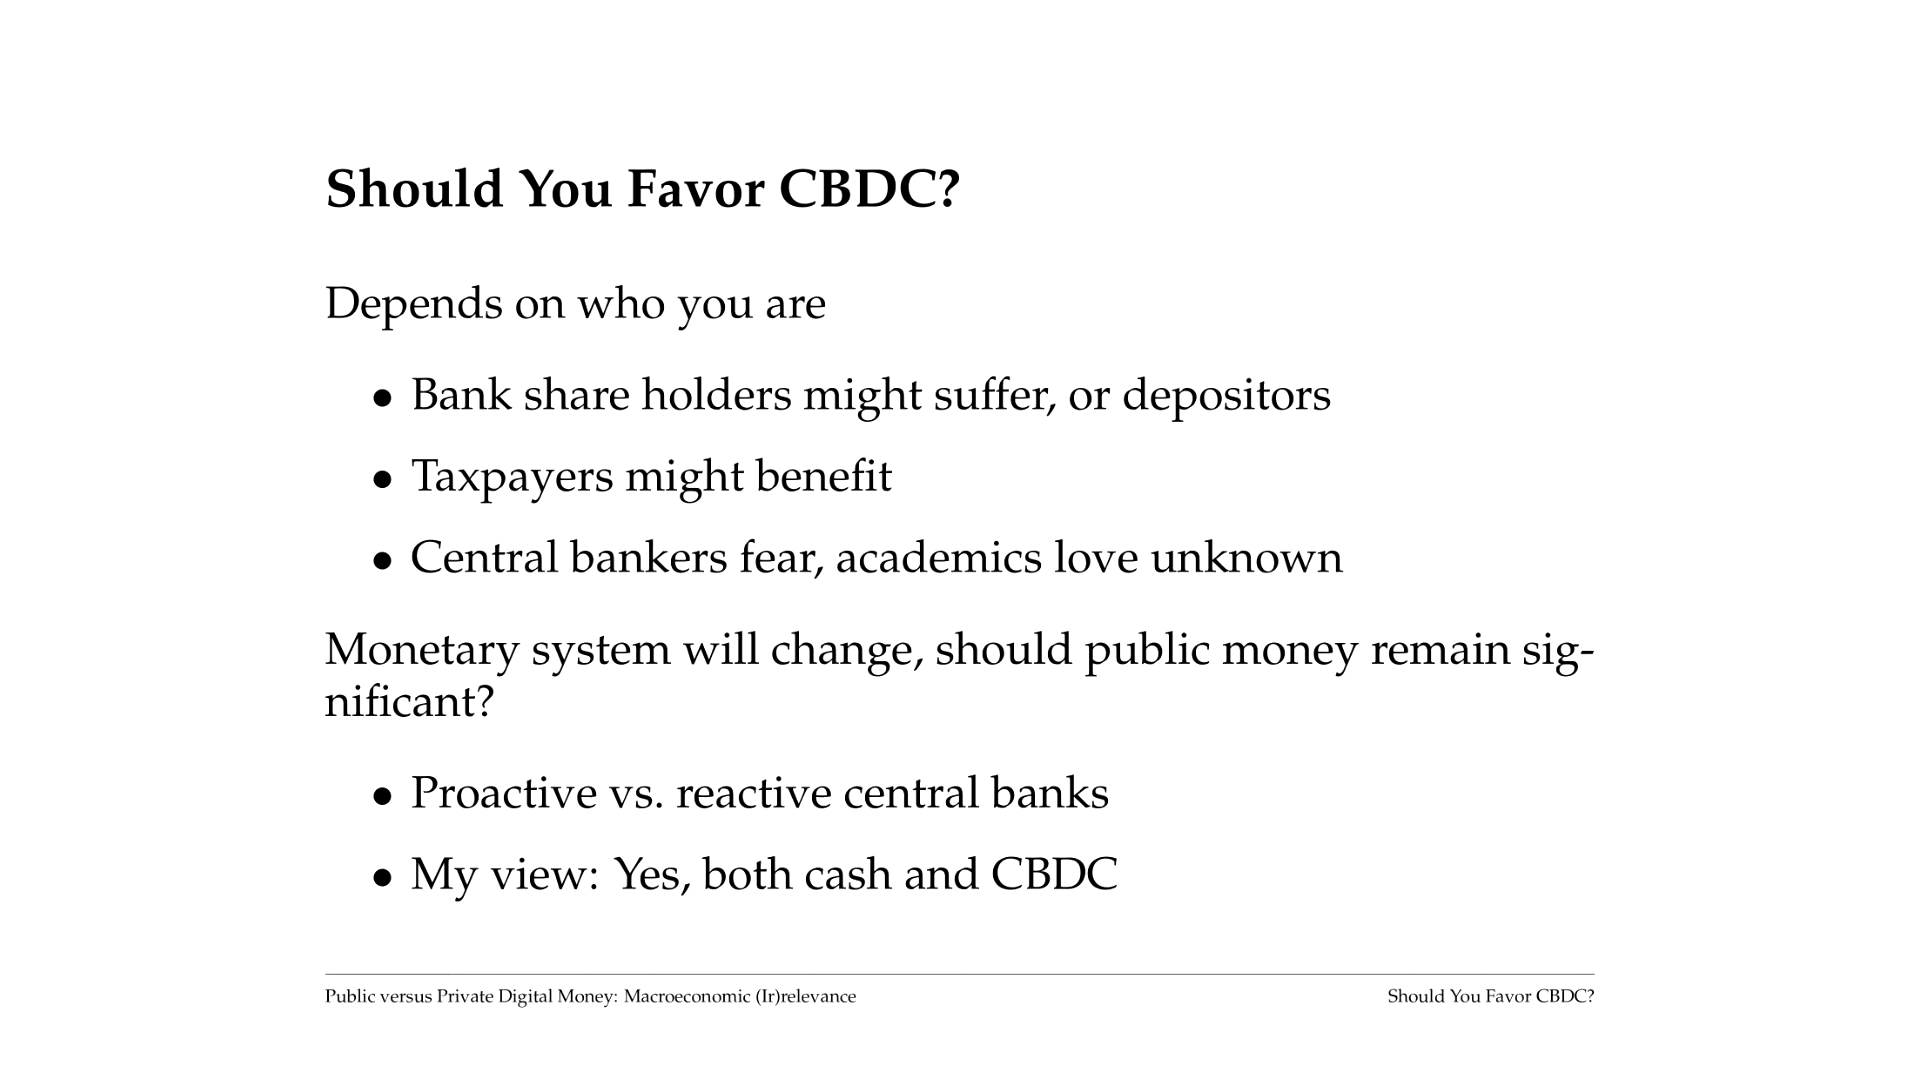 Should You Favor CBDC?
Depends on who you are
• Bank share holders might suffer, or depositors
• Taxpayers might benefit
• Central bankers fear, academics love unknown
Monetary system will change, should public money remain sig-
nificant?
• Proactive vs. reactive central banks
• My view: Yes, both cash and CBDC
Public versus Private Digital Money: Macroeconomic (Ir)relevance
Should You Favor CBDC?